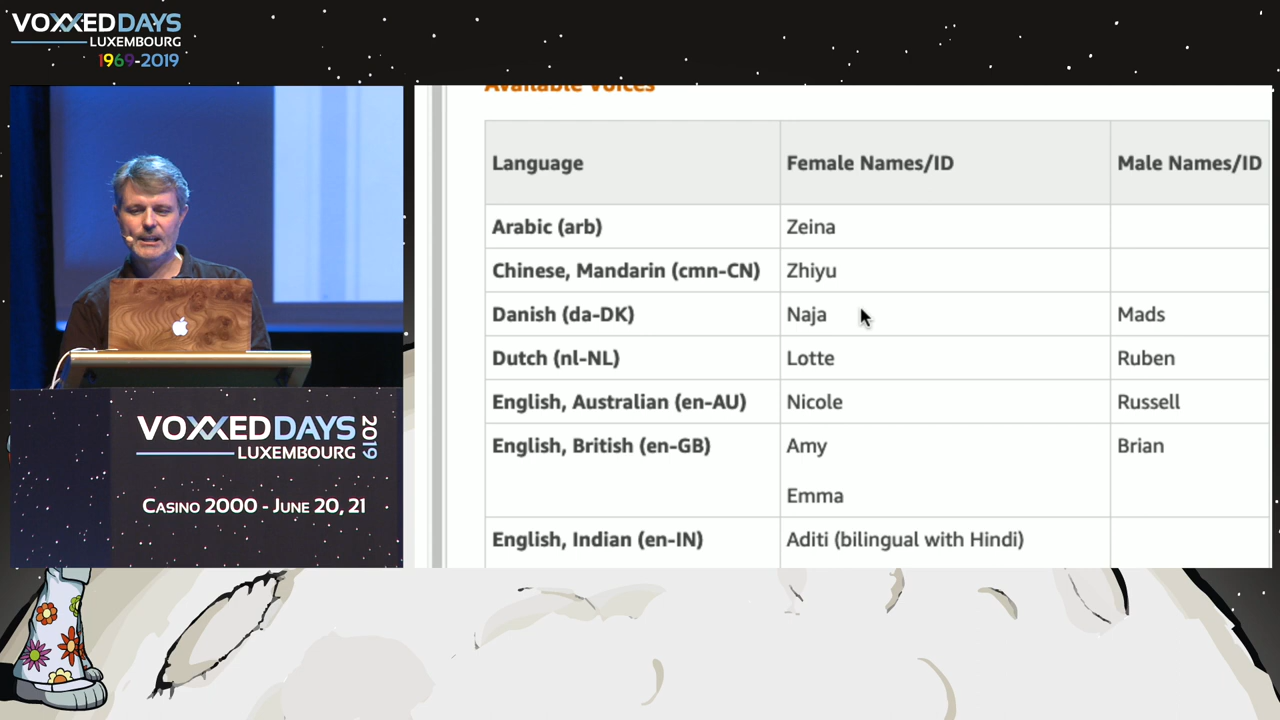 VOXXED DAYS
LUXEMBOURG
1969-2019
Available Voices
Language Female Names/ID Male Names/ID
Arabic (arb) Zeina
Chinese, Mandarin (cmn-CN) Zhiyu
Danish (da-DK) Naja Mads
Dutch (nl-NL) Lotte Ruben
English, Australian (en-AU) Nicole Russell
English, British (en-GB) Amy Brian
Emma
English, Indian (en-IN) Aditi (bilingual with Hindi)
VOXXED DAYS 2019
LUXEMBOURG
CASINO 2000 - JUNE 20, 21